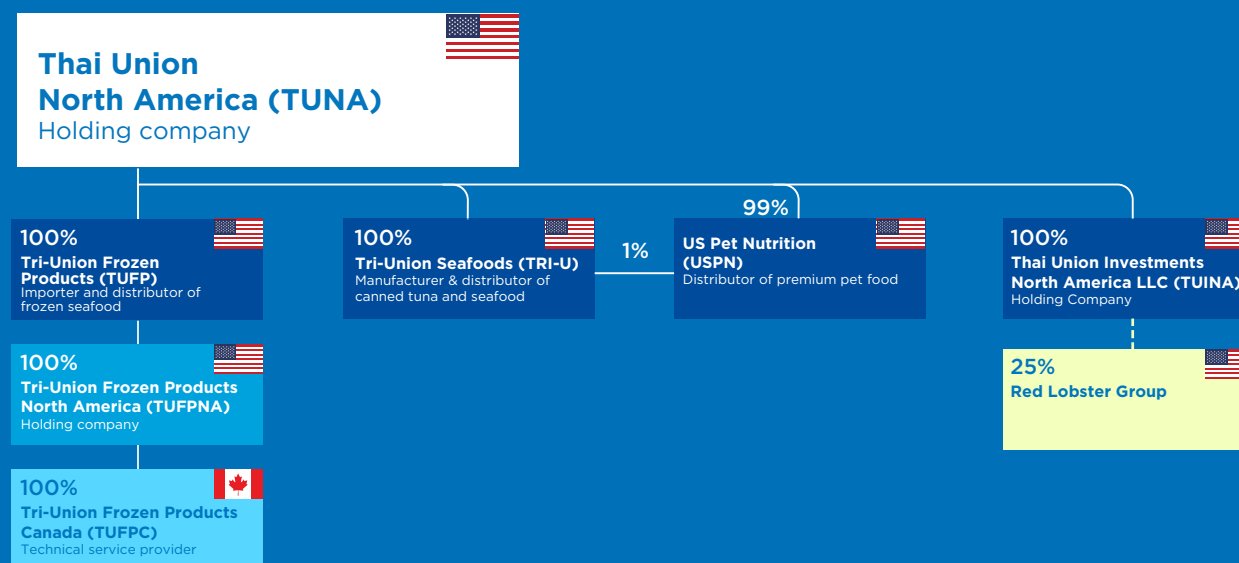 Thai Union
North America (TUNA)
Holding company
100%
Tri-Union Frozen
Products (TUFP)
Importer and distributor of
frozen seafood
100%
Tri-Union Seafoods (TRI-U)
Manufacturer & distributor of
canned tuna and seafood
1%
99%
US Pet Nutrition
(USPN)
Distributor of premium pet food
100%
Thai Union Investments
North America LLC (TUINA)
Holding Company
100%
Tri-Union Frozen Products
North America (TUFPNA)
Holding company
25%
Red Lobster Group
100%
Tri-Union Frozen Products
Canada (TUFPC)
Technical service provider